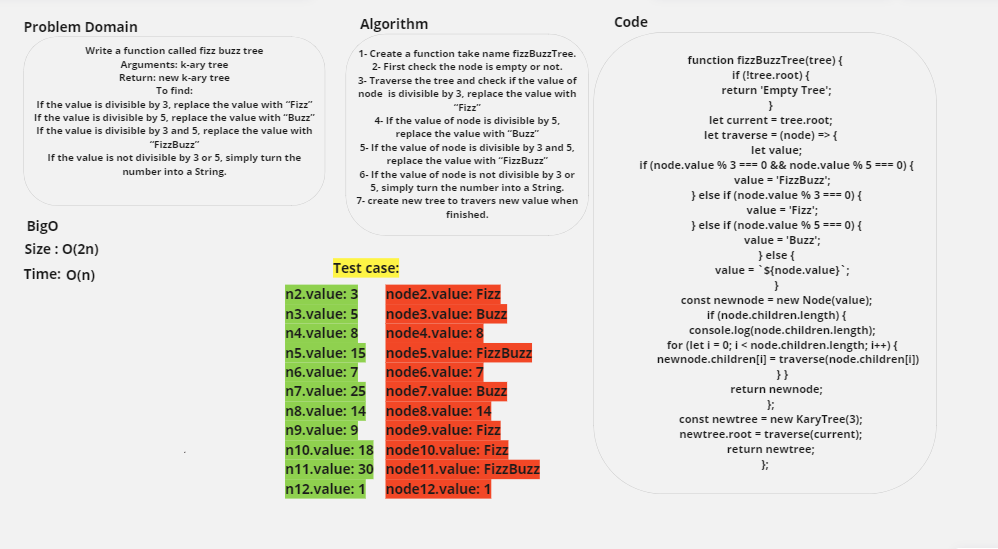 Problem Domain
Write a function called fizz buzz tree
Arguments: k-ary tree
Return: new k-ary tree
To find:
If the value is divisible by 3, replace the value with “Fizz”
If the value is divisible by 5, replace the value with “Buzz”
If the value is divisible by 3 and 5, replace the value with
“FizzBuzz”
If the value is not divisible by 3 or 5, simply turn the
number into a String.
BigO
Size : O(2n)
Time: O(n)
Algorithm
1- Create a function take name fizzBuzzTree.
2- First check the node is empty or not.
3- Traverse the tree and check if the value of
node is divisible by 3, replace the value with
“Fizz”
4- If the value of node is divisible by 5,
replace the value with “Buzz”
5- If the value of node is divisible by 3 and 5,
replace the value with “FizzBuzz”
6- If the value of node is not divisible by 3 or
5, simply turn the number into a String.
7- create new tree to travers new value when
finished.
Test case:
n2.value: 3 node2.value: Fizz
n3.value: 5 node3.value: Buzz
n4.value: 8 node4.value: 8
n5.value: 15 node5.value: FizzBuzz
n6.value: 7 node6.value: 7
n7.value: 25 node7.value: Buzz
n8.value: 14 node8.value: 14
n9.value: 9 node9.value: Fizz
n10.value: 18 node10.value: Fizz
n11.value: 30 node11.value: FizzBuzz
n12.value: 1 node12.value: 1
Code
function fizzBuzzTree(tree) {
if (!tree.root) {
return 'Empty Tree';
}
let current = tree.root;
let traverse = (node) => {
let value;
if (node.value % 3 === 0 && node.value % 5 === 0) {
value = 'FizzBuzz';
} else if (node.value % 3 === 0) {
value = 'Fizz';
} else if (node.value % 5 === 0) {
value = 'Buzz';
} else {
value = `${node.value}`;
}
const newnode = new Node(value);
if (node.children.length) {
console.log(node.children.length);
for (let i = 0; i < node.children.length; i++) {
newnode.children[i] = traverse(node.children[i])
} }
return newnode;
};
const newtree = new KaryTree(3);
newtree.root = traverse(current);
return newtree;
};